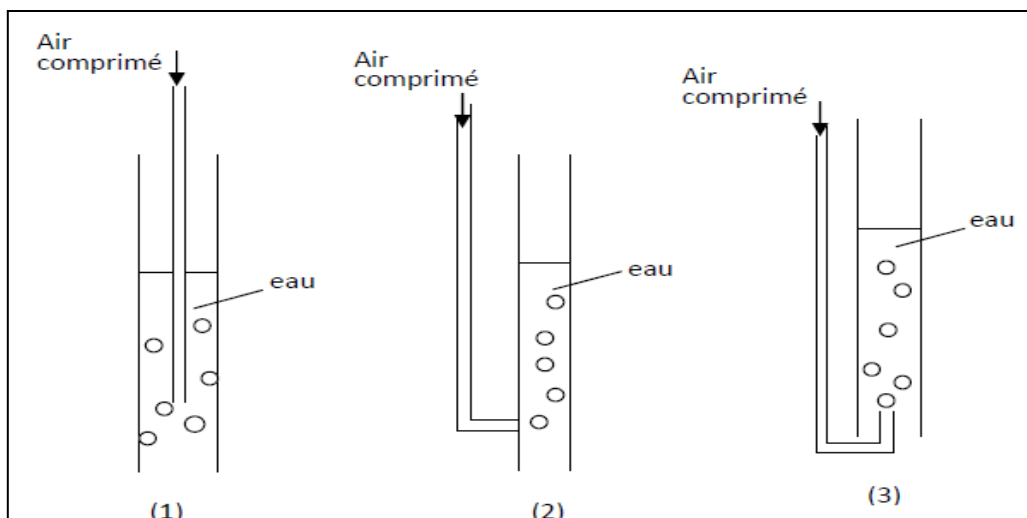 Air
comprimé
eau
(1)
Air
comprimé
eau
(2)
Air
comprimé
eau
(3)